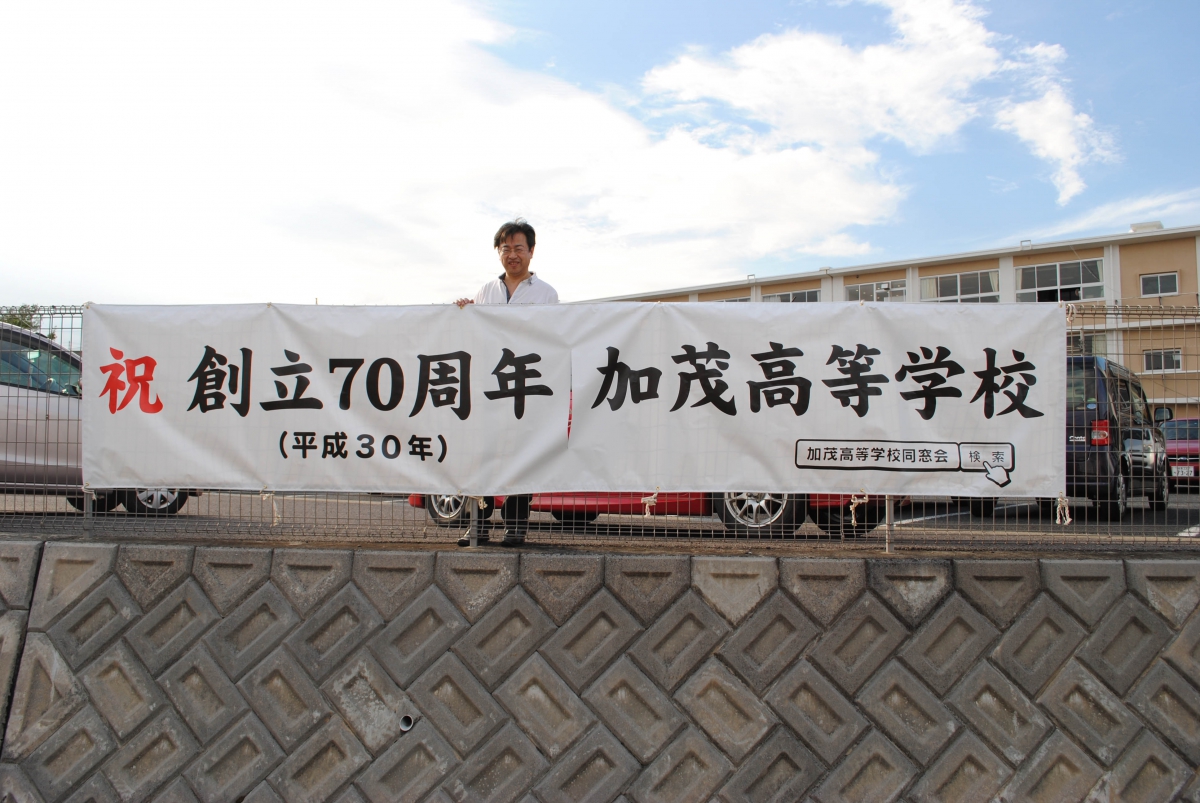 祝 創立70周年 加茂高等学校
(平成30年)
加茂高等学校同窓会 検索